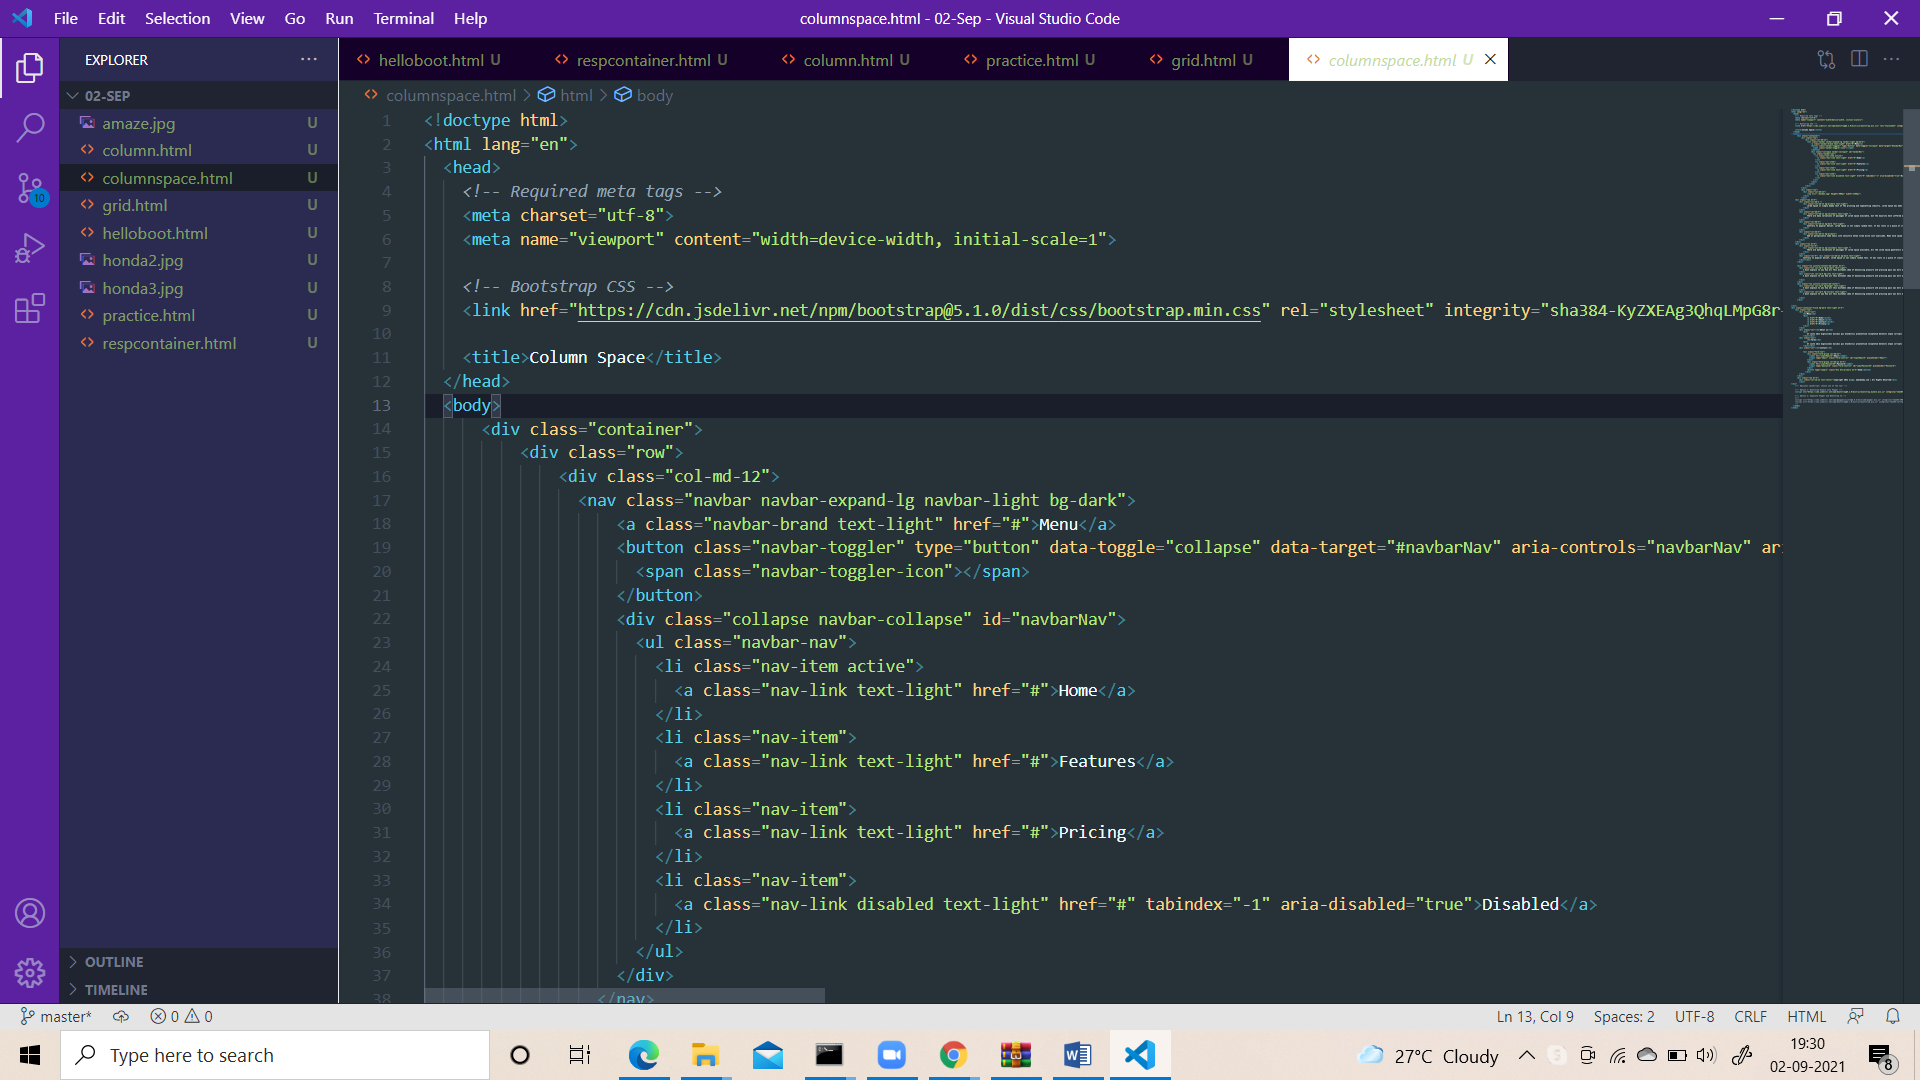 File Edit Selection View Go Run Terminal Help
columnspace.html - 02-Sep - Visual Studio Code
EXPLORER
helloboot.html U
respcontainer.html U
column.html U
practice.html U
grid.html U
columnspace.html U
02-SEP
amaze.jpg U
column.html U
columnspace.html U
grid.html U
helloboot.html U
honda2.jpg U
honda3.jpg U
practice.html U
respcontainer.html U
10
OUTLINE
TIMELINE
columnspace.html > html > body
1 <!doctype html>
2 <html lang="en">
3 <head>
4 <!-- Required meta tags -->
5 <meta charset="utf-8">
6 <meta name="viewport" content="width=device-width, initial-scale=1">
7
8 <!-- Bootstrap CSS -->
9 <link href="https://cdn.jsdelivr.net/npm/bootstrap@5.1.0/dist/css/bootstrap.min.css" rel="stylesheet" integrity="sha384-KyZXEAg3QhqLMpG8r-
10
11 <title>Column Space</title>
12 </head>
13 <body>
14 <div class="container">
15 <div class="row">
16 <div class="col-md-12">
17 <nav class="navbar navbar-expand-lg navbar-light bg-dark">
18 <a class="navbar-brand text-light" href="#">Menu</a>
19 <button class="navbar-toggler" type="button" data-toggle="collapse" data-target="#navbarNav" aria-controls="navbarNav" ari
20 <span class="navbar-toggler-icon"></span>
21 </button>
22 <div class="collapse navbar-collapse" id="navbarNav">
23 <ul class="navbar-nav">
24 <li class="nav-item active">
25 <a class="nav-link text-light" href="#">Home</a>
26 </li>
27 <li class="nav-item">
28 <a class="nav-link text-light" href="#">Features</a>
29 </li>
30 <li class="nav-item">
31 <a class="nav-link text-light" href="#">Pricing</a>
32 </li>
33 <li class="nav-item">
34 <a class="nav-link disabled text-light" href="#" tabindex="-1" aria-disabled="true">Disabled</a>
35 </li>
36 </ul>
37 </div>
38 </nav>
master* 0 0
Ln 13, Col 9 Spaces: 2 UTF-8 CRLF HTML
Type here to search
27°C Cloudy
19:30
02-09-2021
8